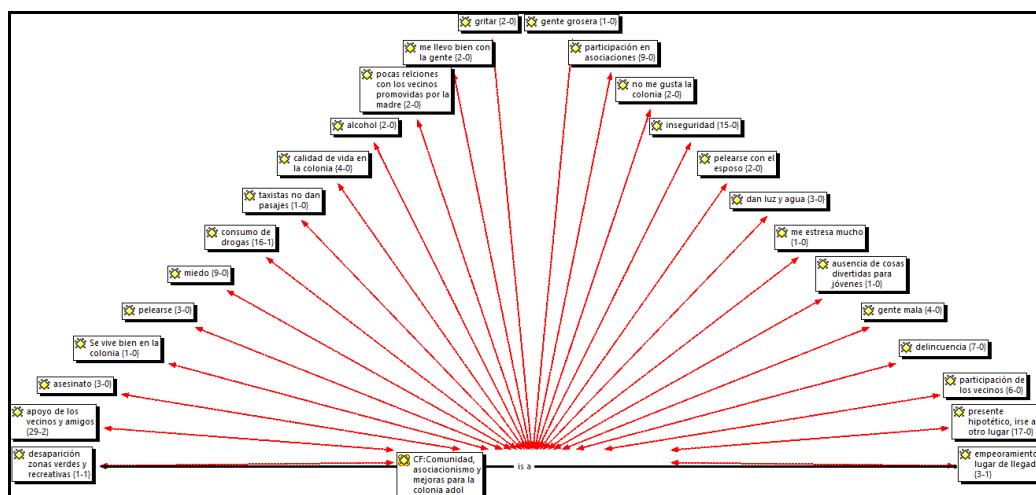 gritar {2-0}
gente grosera {1-0}
me llevo bien con
la gente {2-0}
participación en
asociaciones {9-0}
pocas relciones
con los vecinos
promovidas por la
madre {2-0}
no me gusta la
colonia {2-0}
alcohol {2-0}
inseguridad {15-0}
calidad de vida en
la colonia {4-0}
pelearse con el
esposo {2-0}
taxistas no dan
pasajes {1-0}
dan luz y agua {3-0}
consumo de
drogas {16-1}
me estresa mucho
{1-0}
miedo {9-0}
ausencia de cosas
divertidas para
jóvenes {1-0}
pelearse {3-0}
gente mala {4-0}
Se vive bien en la
colonia {1-0}
delincuencia {7-0}
asesinato {3-0}
participación de
los vecinos {6-0}
apoyo de los
vecinos y amigos
{29-2}
presente
hipotético, irse a
otro lugar {17-0}
desaparición
zonas verdes y
recreativas {1-1}
CF:Comunidad,
asociacionismo y
mejoras para la
colonia adol
is a
empeoramiento
lugar de llegad
{3-1}